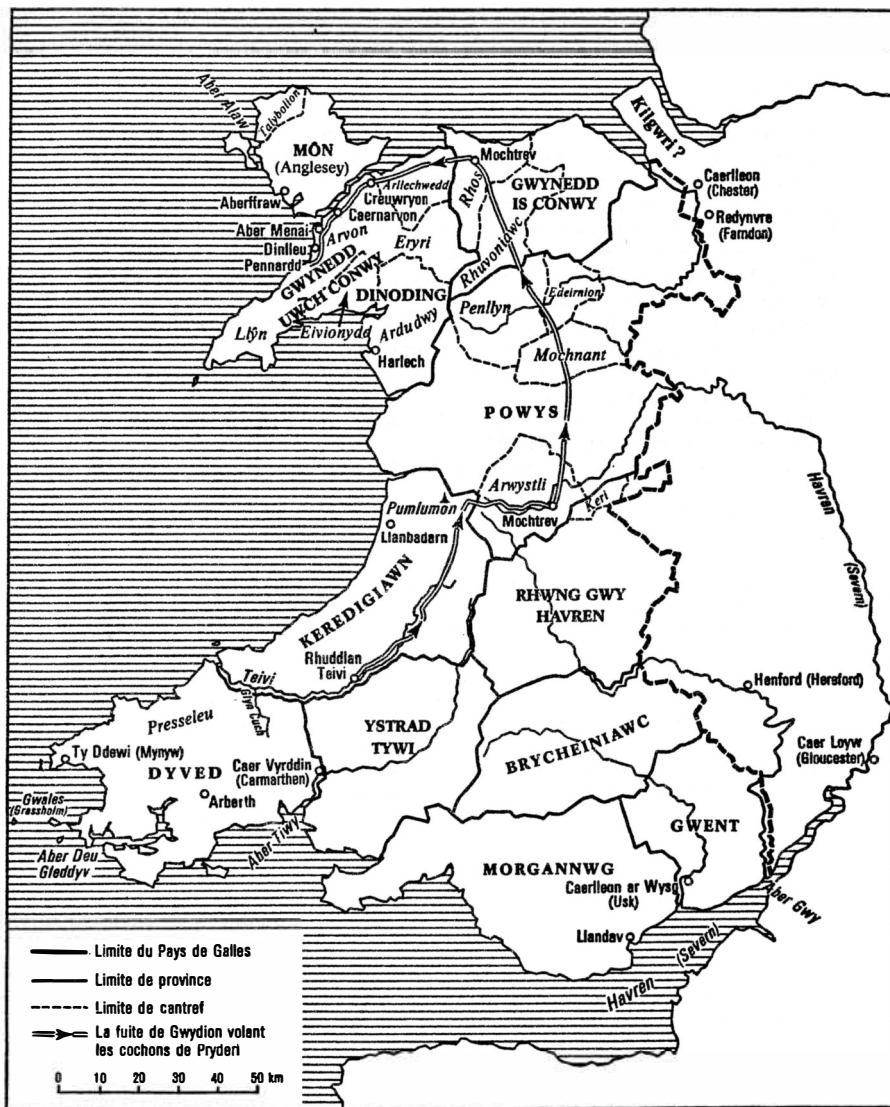 Aber Alaw
Talybolion
MÔN
(Anglesey)
Aberffraw
Aber Menai
Dinlleu
Pennardd
Arvon
Arllechwedd
Creuwryon
Caernarvon
Eryri
Mochtrev
Rhos
GWYNEDD
IS CONWY
Rhuvoniawc
Kilgwri ?
Caerlleon
(Chester)
Redynvre
(Farndon)
GWYNEDD
UWCH CONWY
DINODING
Llŷn
Eivionydd
Ardudwy
Harlech
Penllyn
Edeirnion
Mochnant
POWYS
Arwystli
Keri
Mochtrev
Pumlumon
Llanbadarn
KEREDIGIAWN
Rhuddlan
Teivi
Teivi
Glyn Cuch
RHWNG GWY
HAVREN
Havren
(Severn)
Henford (Hereford)
Caer Loyw
(Gloucester)
Presseleu
Ty Ddewi (Mynyw)
DYVED
Arberth
Caer Vyrddin
(Carmarthen)
YSTRAD
TYWI
BRYCHEINIAWC
Gwales
(Grassholm)
Aber Deu
Gleddyv
Aber Tiwy
GWENT
MORGANNWG
Caerlleon ar Wysg
(Usk)
Llandav
Aber Gwy
Havren (Severn)
Limite du Pays de Galles
Limite de province
Limite de cantref
La fuite de Gwydion volant
les cochons de Pryderi
0 10 20 30 40 50 km